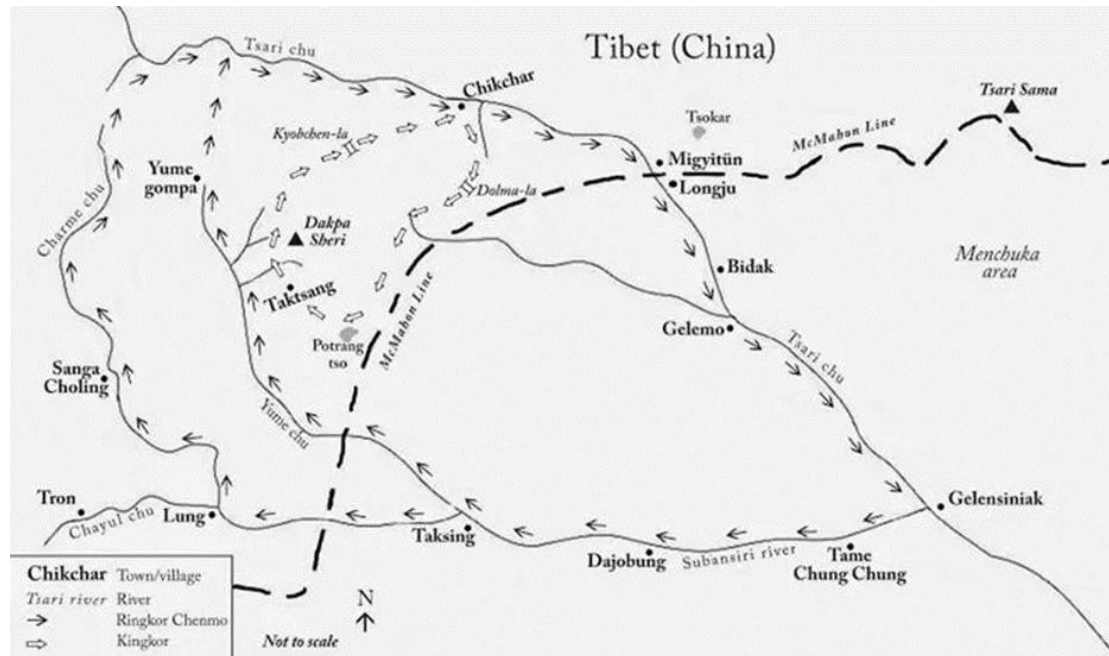 Tsari chu
Tibet (China)
Chikchar
Tsari Sama
Tsokar
McMahon Line
Kyobchen-la
Migyitün
Yume
gompa
Dolma-la
Longju
Charme chu
Dakpa
Sheri
Menchuka
area
Bidak
Taktsang
McMahon Line
Gelemo
Potrang
tso
Tsari chu
Sanga
Choling
Yume chu
Tron
Chayul chu
Lung
Taksing
Gelensiniak
Dajobung
Subansiri river
Tame
Chung Chung
Chikchar Town/village
Tsari river River
Ringkor Chenmo
Kingkor
N
Not to scale